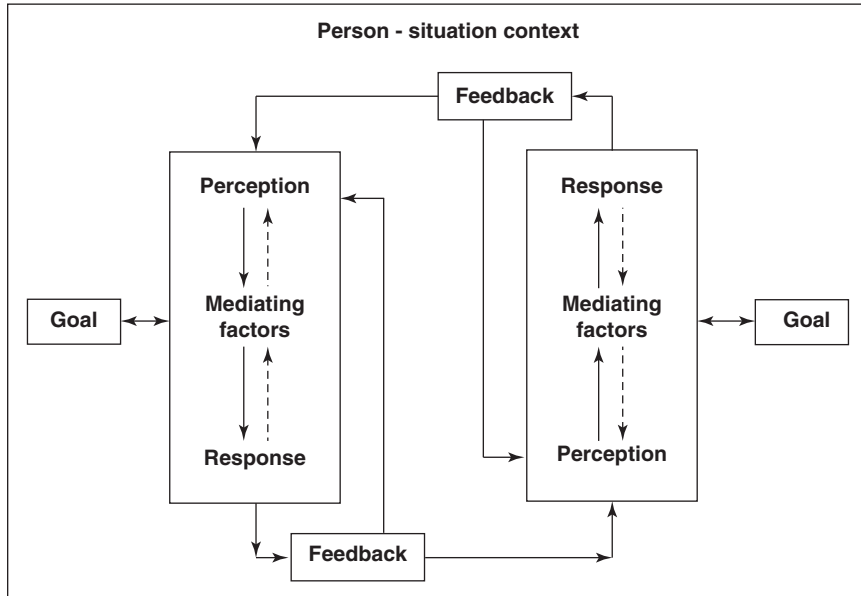 Person - situation context
Feedback
Perception
Response
Goal
Mediating
factors
Mediating
factors
Goal
Response
Perception
Feedback